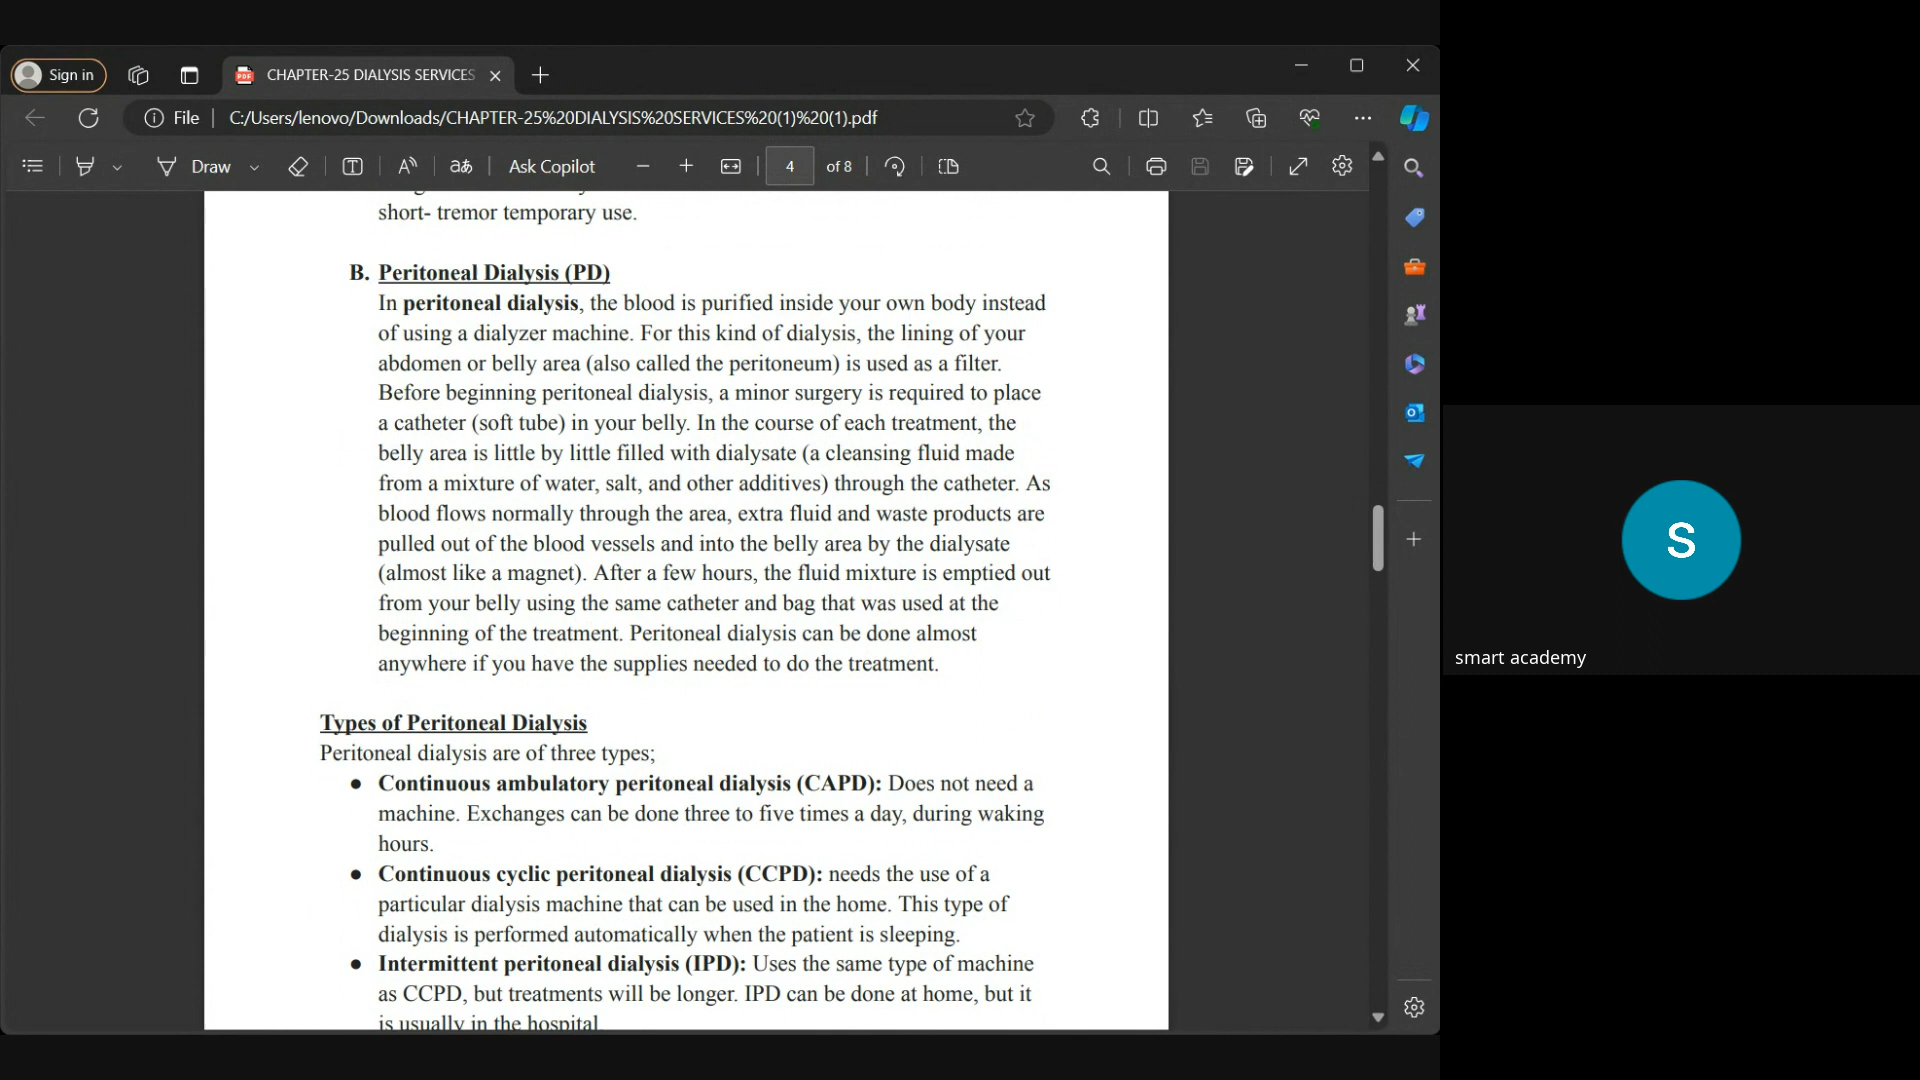 Sign in
CHAPTER-25 DIALYSIS SERVICES
File
C:/Users/lenovo/Downloads/CHAPTER-25%20DIALYSIS%20SERVICES%20(1)%20(1).pdf
Draw
Ask Copilot
4
of 8
short- tremor temporary use.
B. Peritoneal Dialysis (PD)
In peritoneal dialysis, the blood is purified inside your own body instead
of using a dialyzer machine. For this kind of dialysis, the lining of your
abdomen or belly area (also called the peritoneum) is used as a filter.
Before beginning peritoneal dialysis, a minor surgery is required to place
a catheter (soft tube) in your belly. In the course of each treatment, the
belly area is little by little filled with dialysate (a cleansing fluid made
from a mixture of water, salt, and other additives) through the catheter. As
blood flows normally through the area, extra fluid and waste products are
pulled out of the blood vessels and into the belly area by the dialysate
(almost like a magnet). After a few hours, the fluid mixture is emptied out
from your belly using the same catheter and bag that was used at the
beginning of the treatment. Peritoneal dialysis can be done almost
anywhere if you have the supplies needed to do the treatment.
Types of Peritoneal Dialysis
Peritoneal dialysis are of three types;
● Continuous ambulatory peritoneal dialysis (CAPD): Does not need a
machine. Exchanges can be done three to five times a day, during waking
hours.
● Continuous cyclic peritoneal dialysis (CCPD): needs the use of a
particular dialysis machine that can be used in the home. This type of
dialysis is performed automatically when the patient is sleeping.
● Intermittent peritoneal dialysis (IPD): Uses the same type of machine
as CCPD, but treatments will be longer. IPD can be done at home, but it
is usually in the hospital
S
smart academy